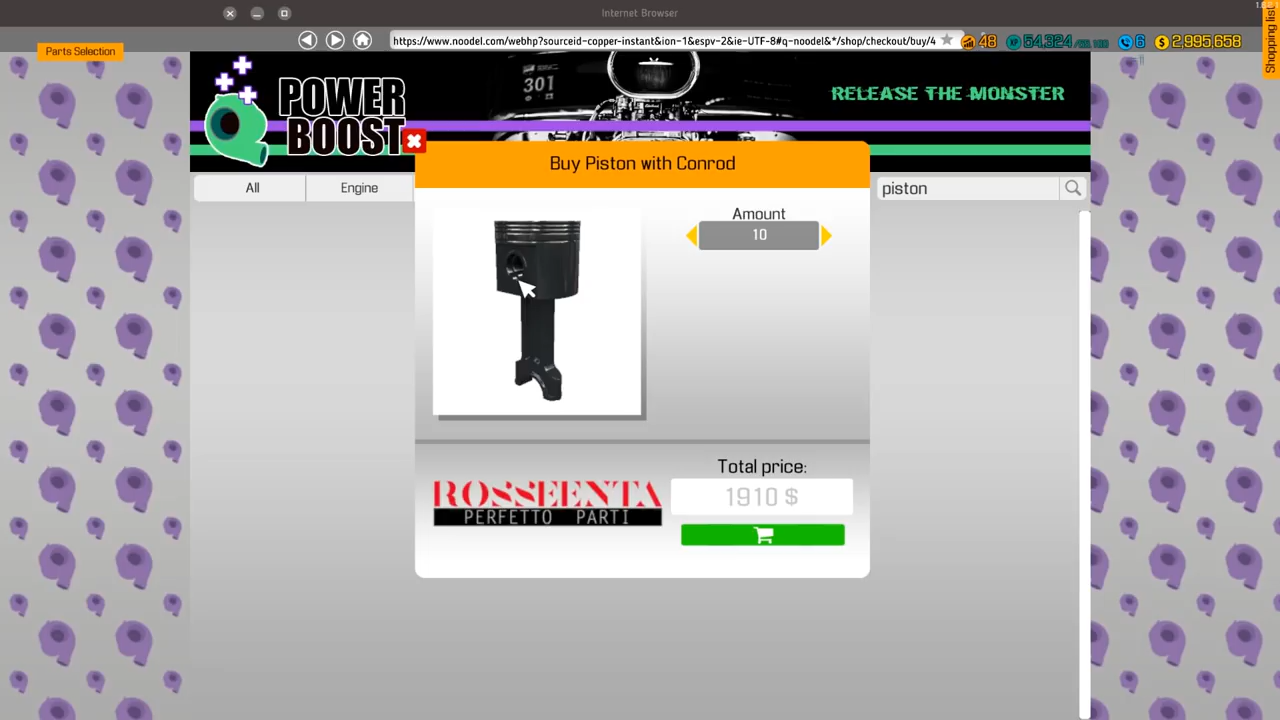 Internet Browser
Parts Selection
https://www.noodel.com/webhp?sourceid-copper-instant&ion-1&espv-2&ie-UTF-8#q-noodel&*/shop/checkout/buy/4
48
54,324
6
2,995,658
Shopping list
POWER
BOOST
301
RELEASE THE MONSTER
Buy Piston with Conrod
All
Engine
piston
Amount
10
Total price:
1910 $
ROSSEENTA
PERFETTO PARTI